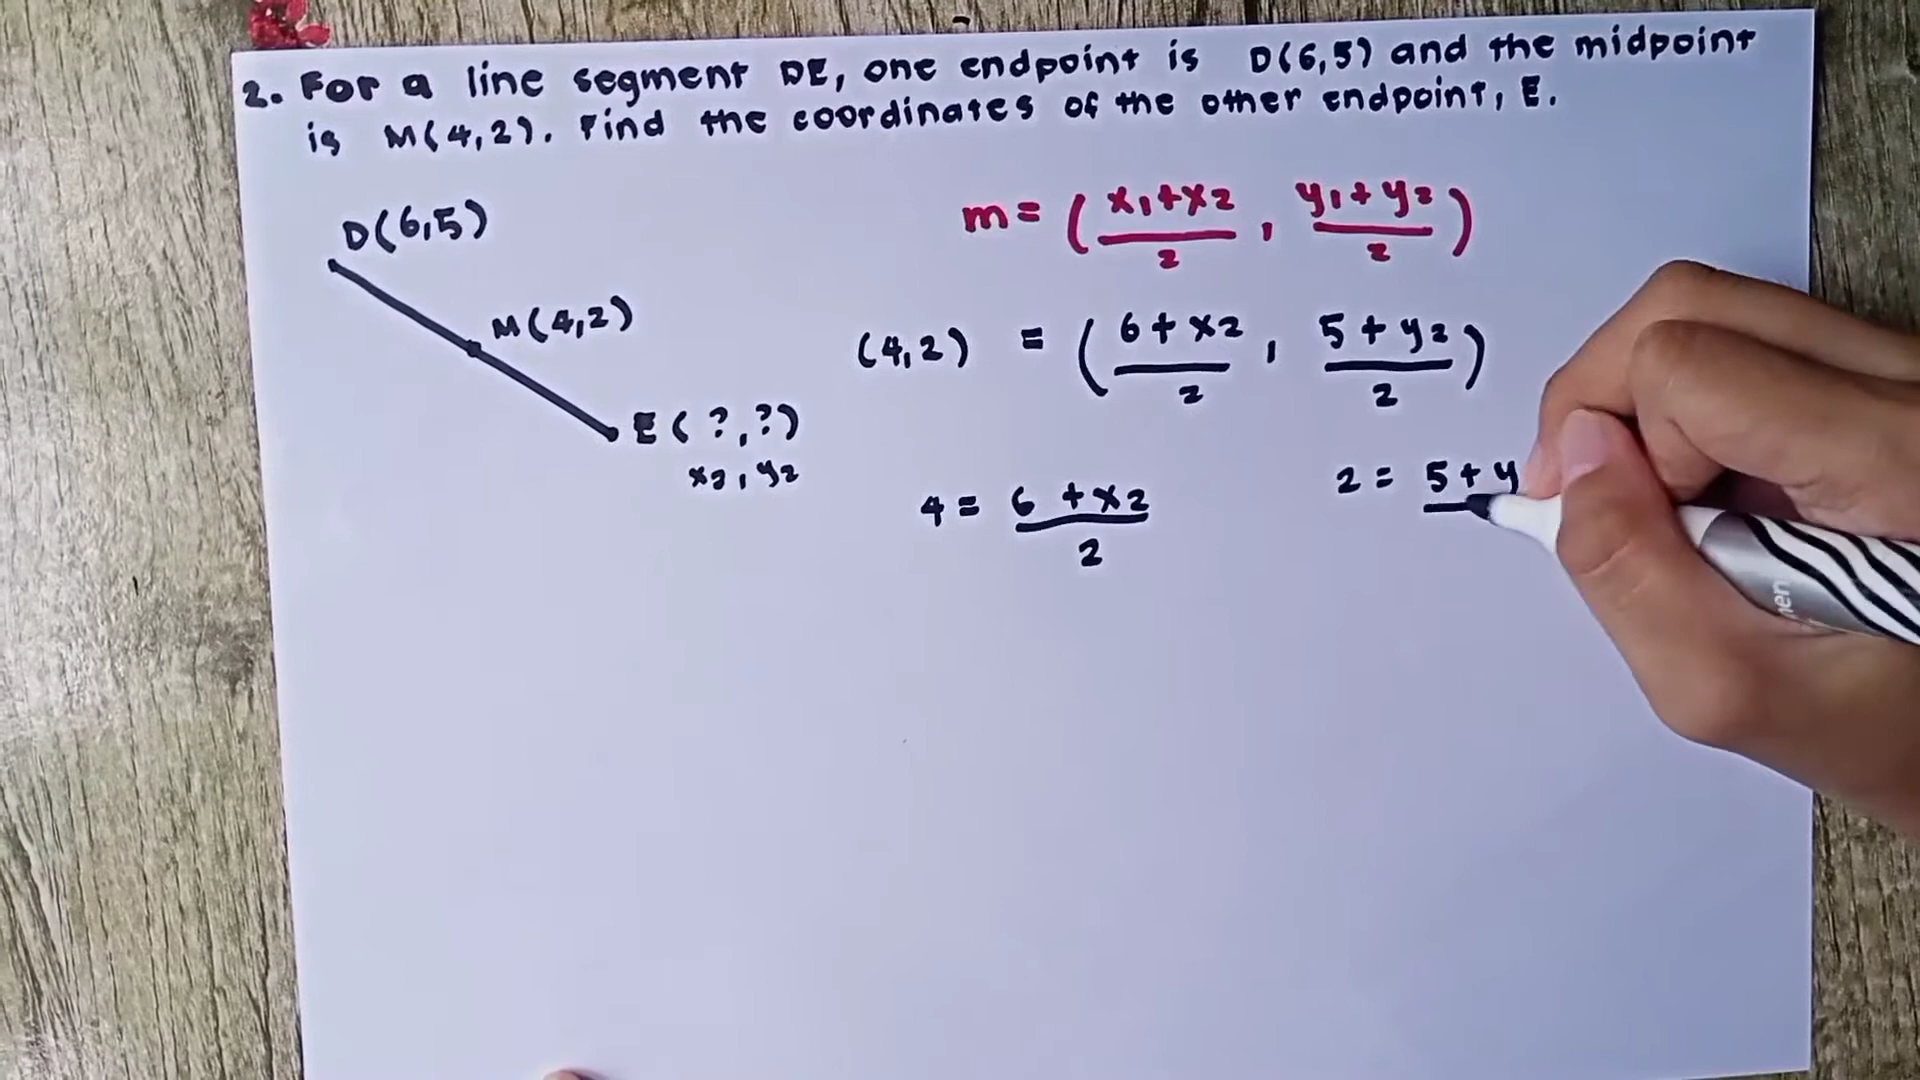 2. For a line segment DE, one endpoint is D(6,5) and the midpoint
is M(4,2). Find the coordinates of the other endpoint, E.
D(6,5)
m = ( x1+x2 / 2 , y1+y2 / 2 )
M(4,2)
(4,2) = ( 6+x2 / 2 , 5+y2 / 2 )
E(?,?)
x2, y2
4 = 6+x2 / 2
2 = 5+y